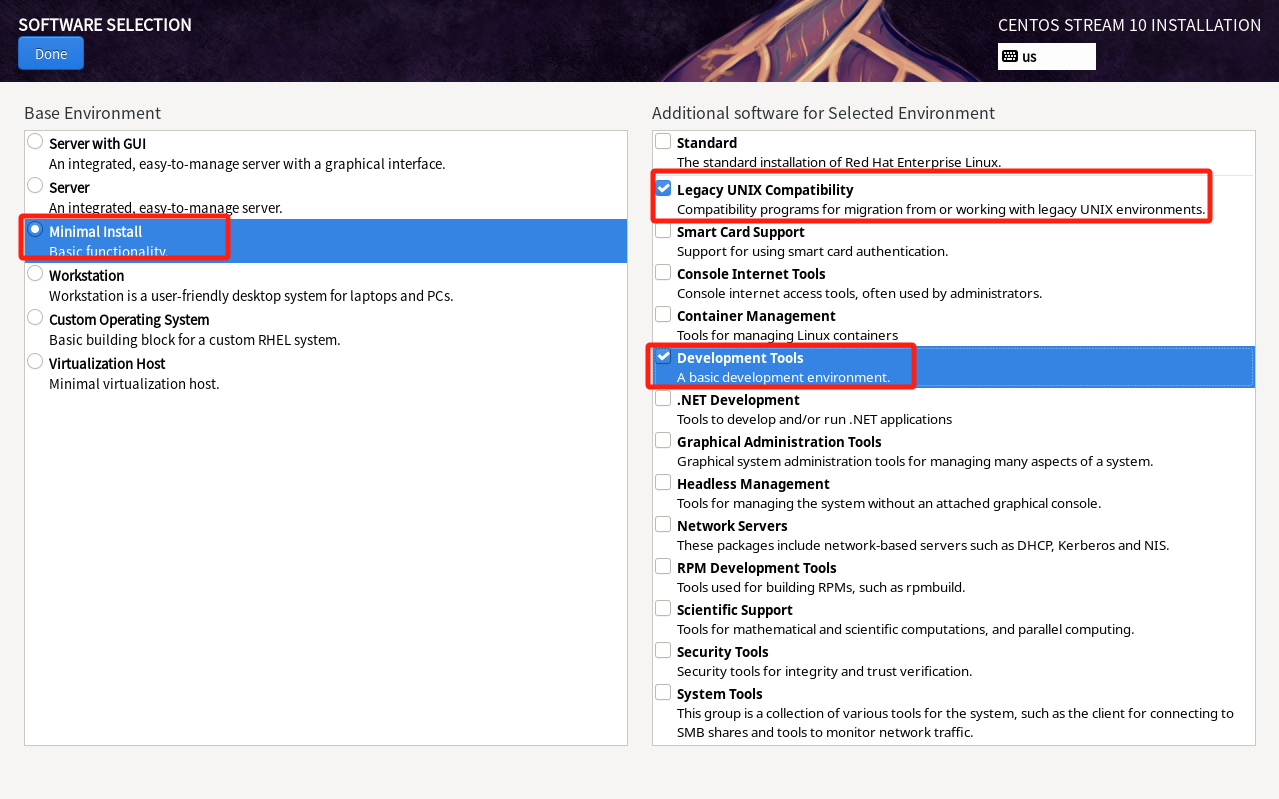 SOFTWARE SELECTION
CENTOS STREAM 10 INSTALLATION
Done
us
Base Environment
Server with GUI
An integrated, easy-to-manage server with a graphical interface.
Server
An integrated, easy-to-manage server.
Minimal Install
Basic functionality.
Workstation
Workstation is a user-friendly desktop system for laptops and PCs.
Custom Operating System
Basic building block for a custom RHEL system.
Virtualization Host
Minimal virtualization host.
Additional software for Selected Environment
Standard
The standard installation of Red Hat Enterprise Linux.
Legacy UNIX Compatibility
Compatibility programs for migration from or working with legacy UNIX environments.
Smart Card Support
Support for using smart card authentication.
Console Internet Tools
Console internet access tools, often used by administrators.
Container Management
Tools for managing Linux containers
Development Tools
A basic development environment.
.NET Development
Tools to develop and/or run .NET applications
Graphical Administration Tools
Graphical system administration tools for managing many aspects of a system.
Headless Management
Tools for managing the system without an attached graphical console.
Network Servers
These packages include network-based servers such as DHCP, Kerberos and NIS.
RPM Development Tools
Tools used for building RPMs, such as rpmbuild.
Scientific Support
Tools for mathematical and scientific computations, and parallel computing.
Security Tools
Security tools for integrity and trust verification.
System Tools
This group is a collection of various tools for the system, such as the client for connecting to
SMB shares and tools to monitor network traffic.